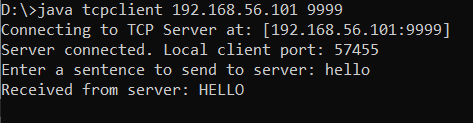 D:\>java tcpclient 192.168.56.101 9999
Connecting to TCP Server at: [192.168.56.101:9999]
Server connected. Local client port: 57455
Enter a sentence to send to server: hello
Received from server: HELLO